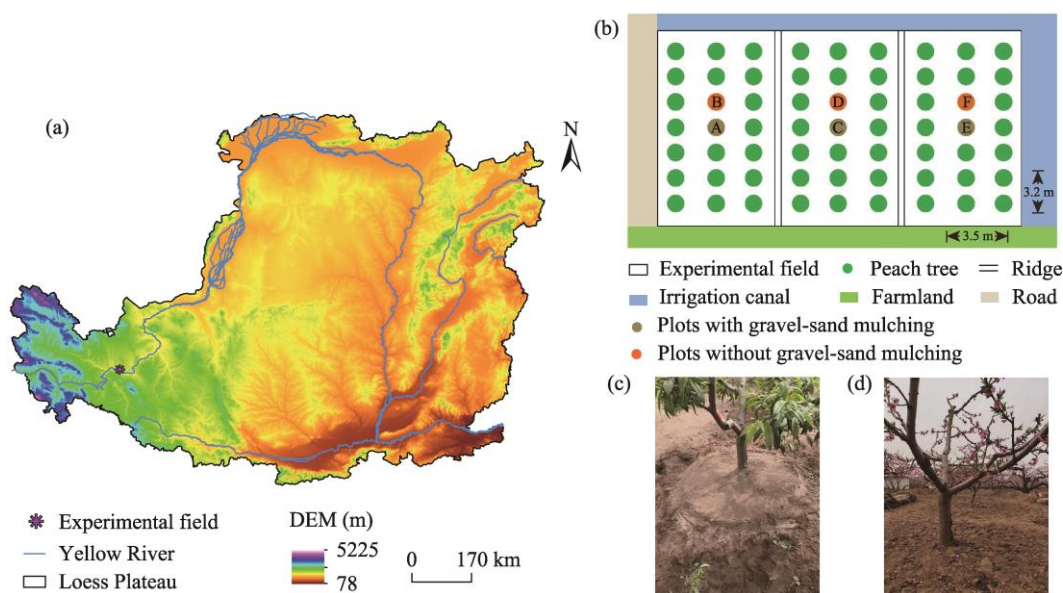 (a)
N
Experimental field
Yellow River
Loess Plateau
DEM (m)
5225
78
0 170 km
(b)
B D F
A C E
3.2 m
3.5 m
Experimental field Peach tree Ridge
Irrigation canal Farmland Road
Plots with gravel-sand mulching
Plots without gravel-sand mulching
(c) (d)